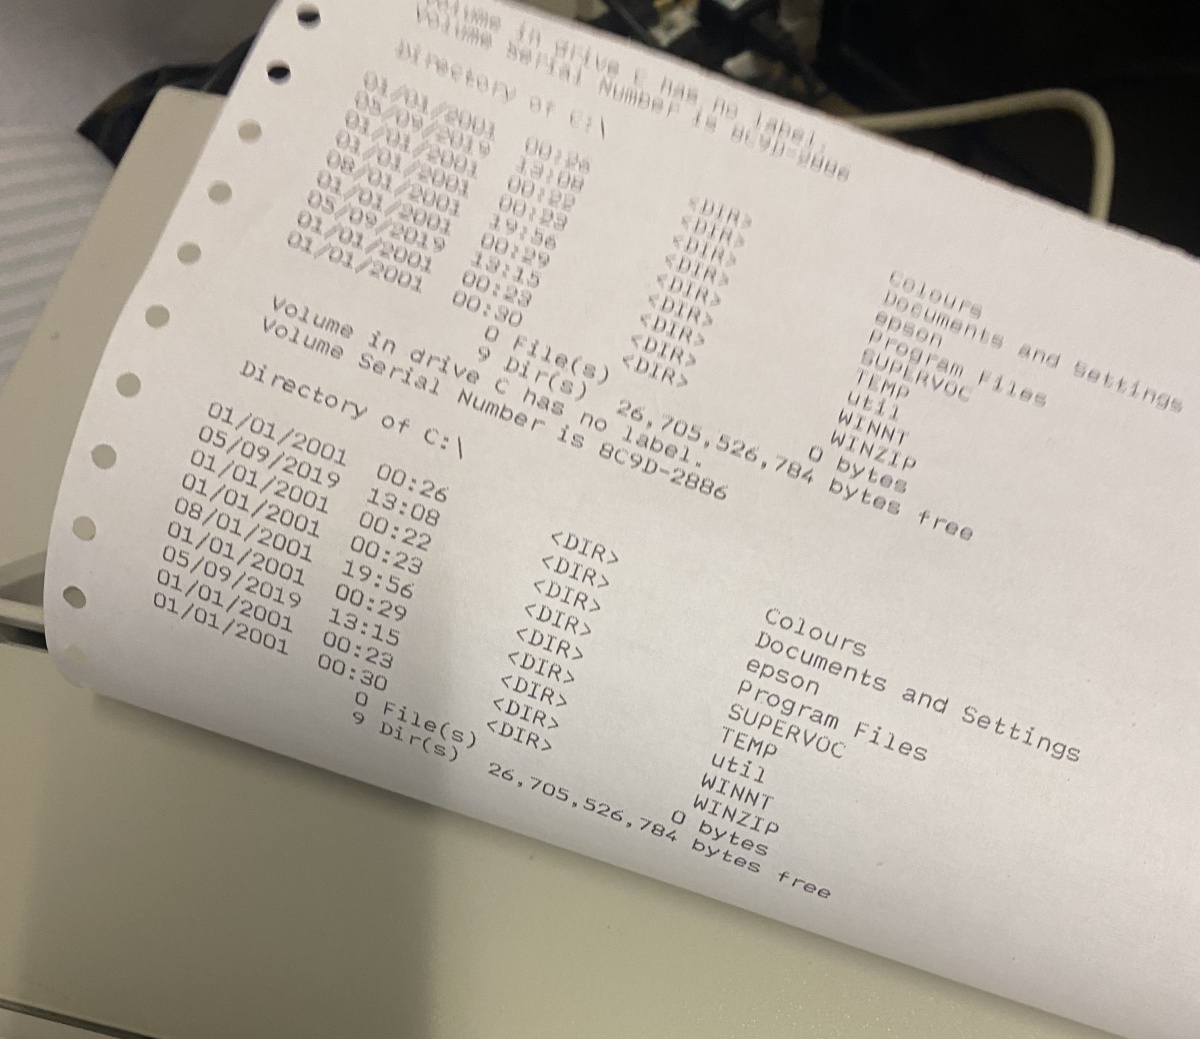 Volume in drive C has no label.
Volume Serial Number is 8C9D-2886
Directory of C:\
01/01/2001 00:26 <DIR> Colours
05/09/2019 13:08 <DIR> Documents and Settings
01/01/2001 00:22 <DIR> epson
01/01/2001 00:23 <DIR> Program Files
08/01/2001 19:56 <DIR> SUPERVOC
01/01/2001 00:29 <DIR> TEMP
05/09/2019 13:15 <DIR> util
01/01/2001 00:23 <DIR> WINNT
01/01/2001 00:30 <DIR> WINZIP
0 File(s) 0 bytes
9 Dir(s) 26,705,526,784 bytes free
Volume in drive C has no label.
Volume Serial Number is 8C9D-2886
Directory of C:\
01/01/2001 00:26 <DIR> Colours
05/09/2019 13:08 <DIR> Documents and Settings
01/01/2001 00:22 <DIR> epson
01/01/2001 00:23 <DIR> Program Files
08/01/2001 19:56 <DIR> SUPERVOC
01/01/2001 00:29 <DIR> TEMP
05/09/2019 13:15 <DIR> util
01/01/2001 00:23 <DIR> WINNT
01/01/2001 00:30 <DIR> WINZIP
0 File(s) 0 bytes
9 Dir(s) 26,705,526,784 bytes free